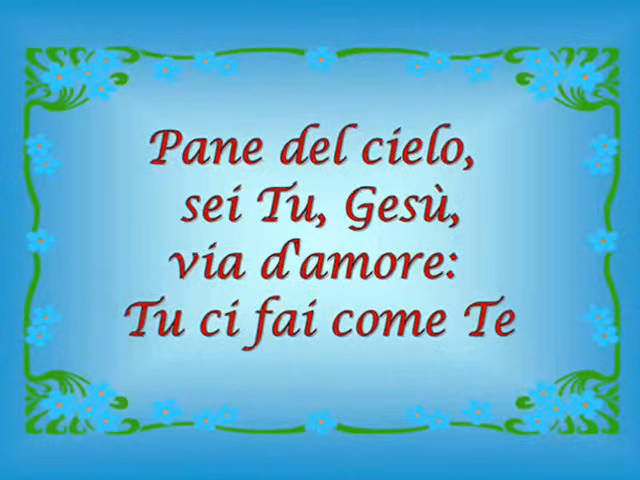 Pane del cielo,
sei Tu, Gesù,
via d'amore:
Tu ci fai come Te